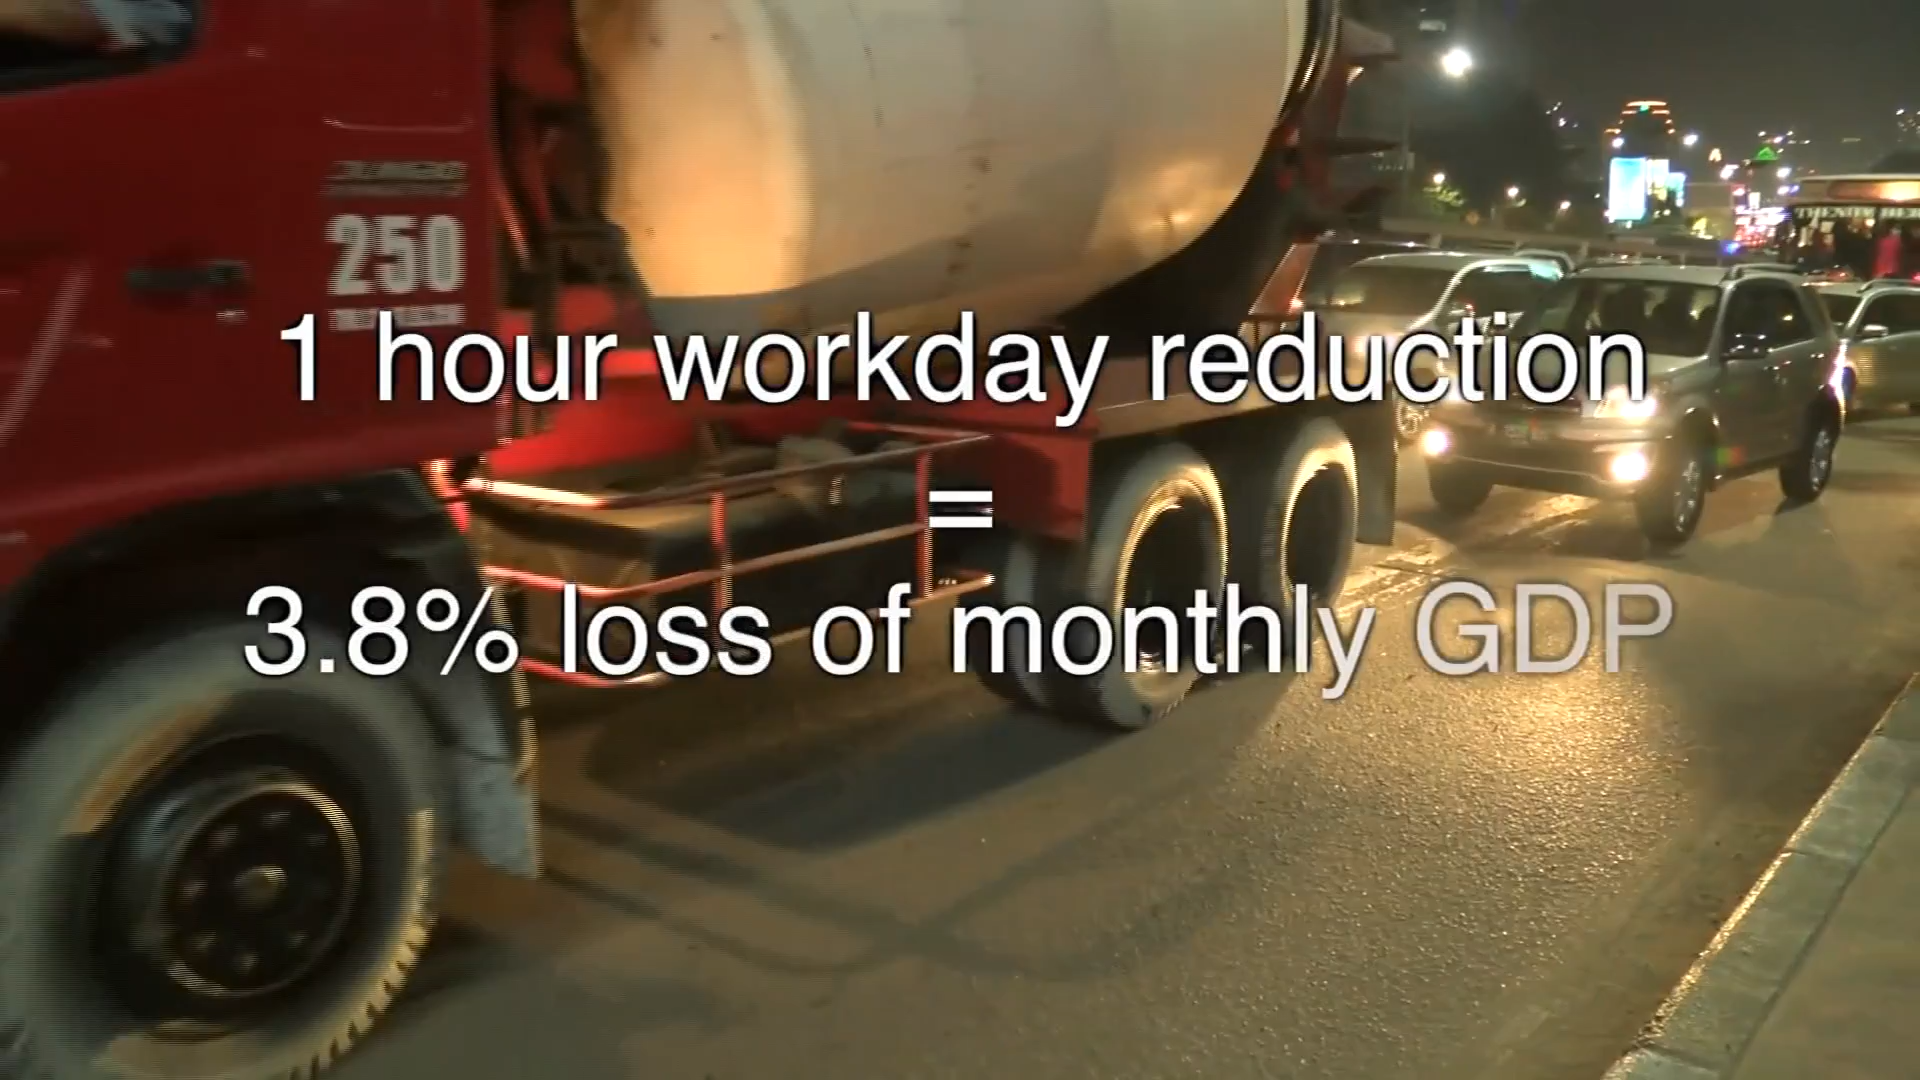 250
1 hour workday reduction
=
3.8% loss of monthly GDP